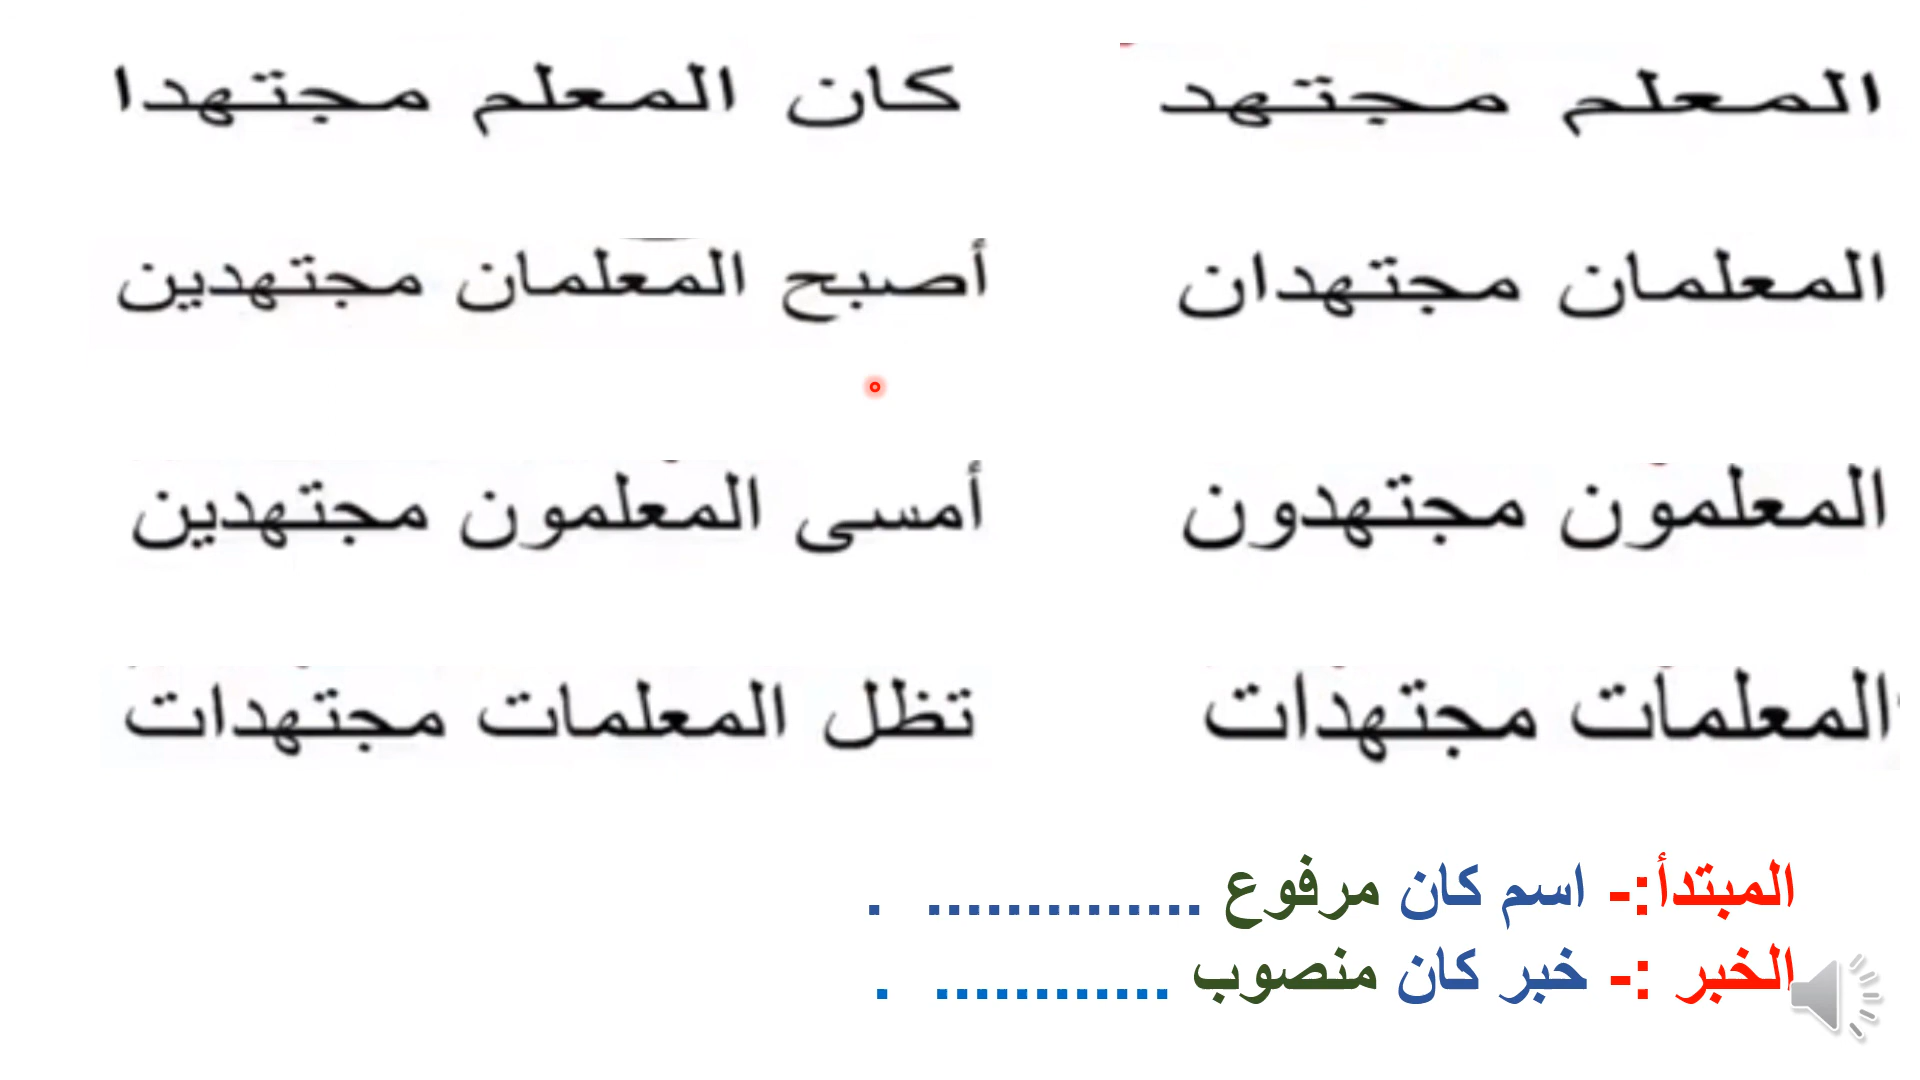 المعلم مجتهد
كان المعلم مجتهدا
المعلمان مجتهدان
أصبح المعلمان مجتهدين
المعلمون مجتهدون
أمسى المعلمون مجتهدين
المعلمات مجتهدات
تظل المعلمات مجتهدات
المبتدأ:- اسم كان مرفوع .............. .
الخبر :- خبر كان منصوب ............ .